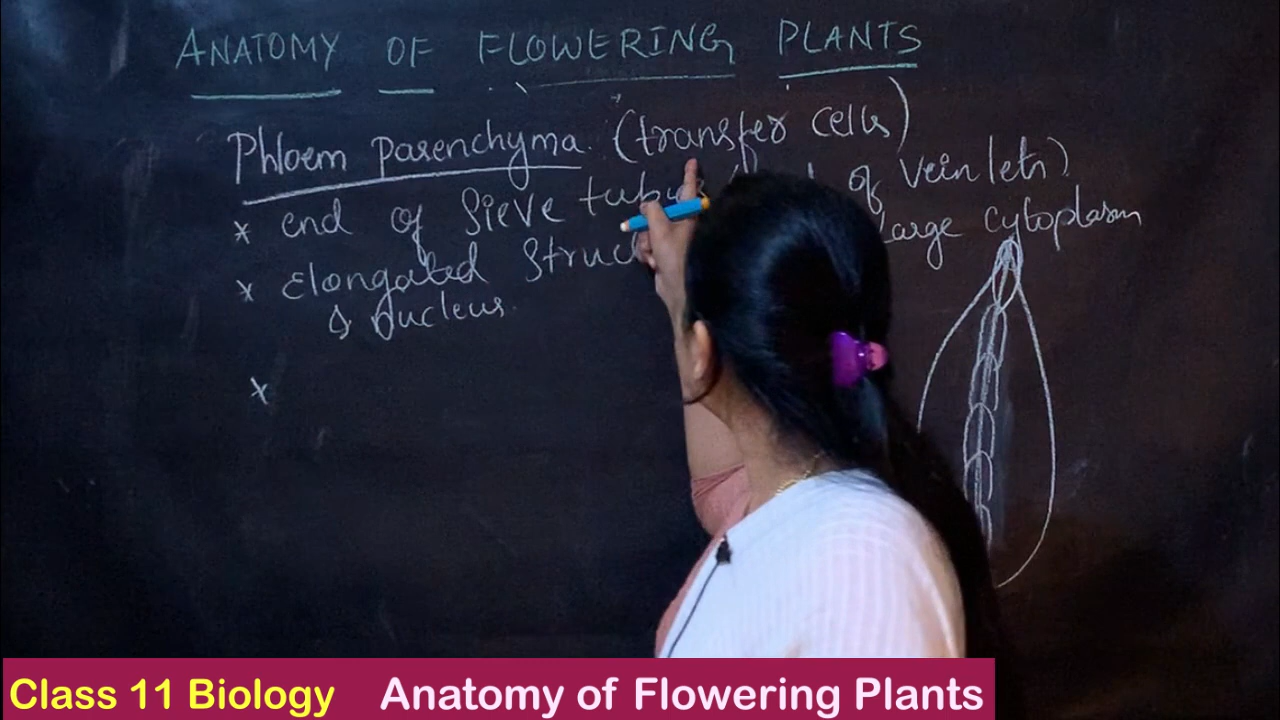 ANATOMY OF FLOWERING PLANTS
Phloem parenchyma. (transfer cells)
* end of Sieve tubes of Veinlets)
* Elongated Struc Large cytoplasm
& nucleus.
*
Class 11 Biology Anatomy of Flowering Plants